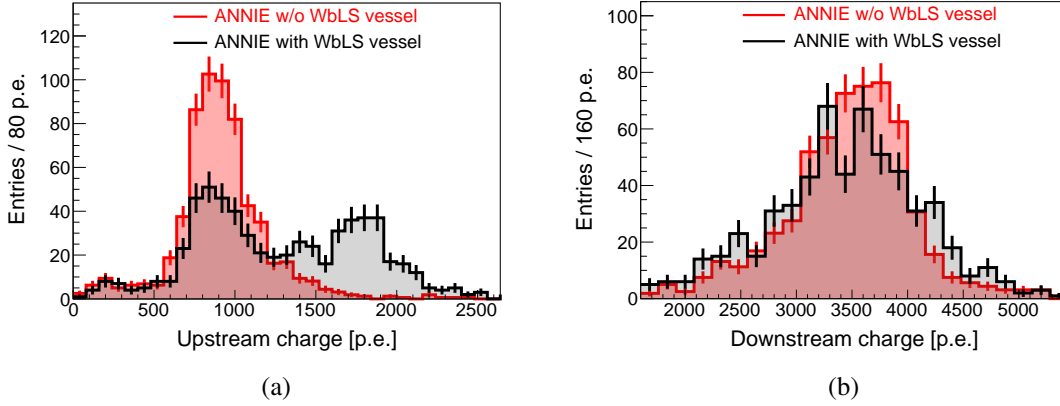 ANNIE w/o WbLS vessel
ANNIE with WbLS vessel
Entries / 80 p.e.
120
100
80
60
40
20
0
0 500 1000 1500 2000 2500
Upstream charge [p.e.]
(a)
ANNIE w/o WbLS vessel
ANNIE with WbLS vessel
Entries / 160 p.e.
100
80
60
40
20
0
2000 2500 3000 3500 4000 4500 5000
Downstream charge [p.e.]
(b)